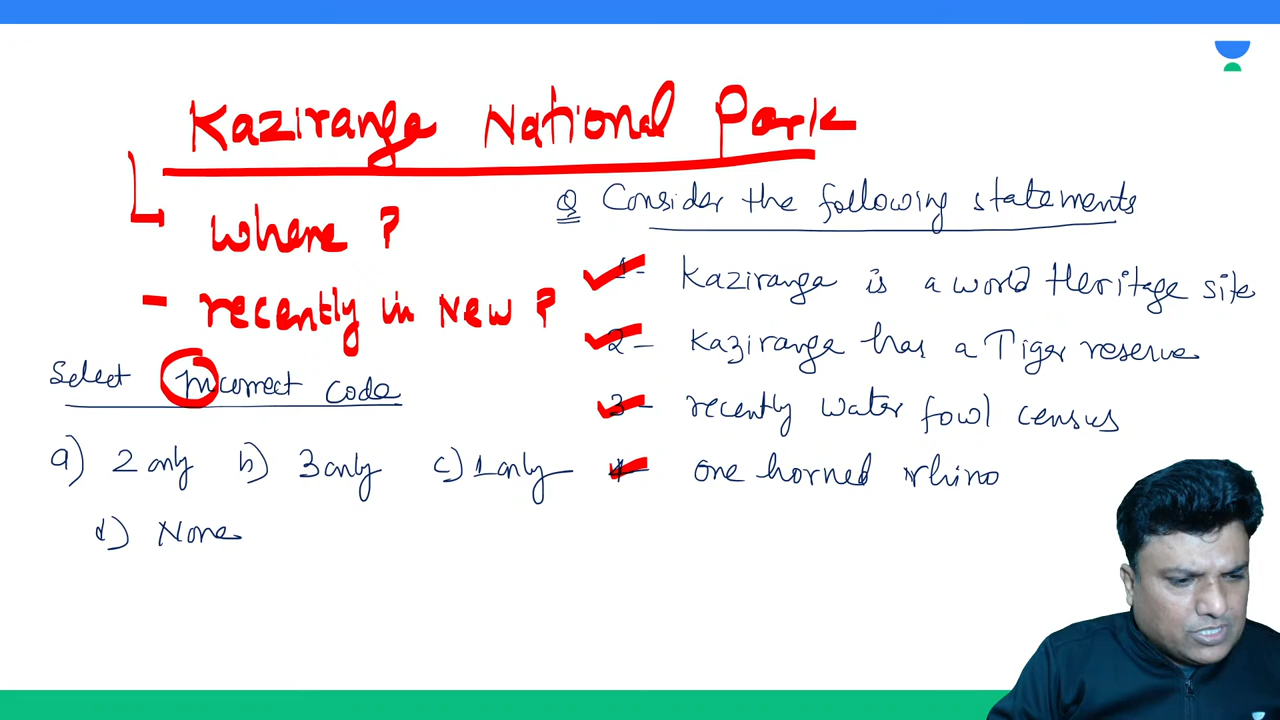 Kaziranga National Park
where ?
- recently in New ?
Q Consider the following statements
1- Kaziranga is a world Heritage site
2- Kaziranga has a Tiger reserve
3- recently water fowl census
4- one horned rhino
Select incorrect code
a) 2 only b) 3 only c) 1 only
d) None